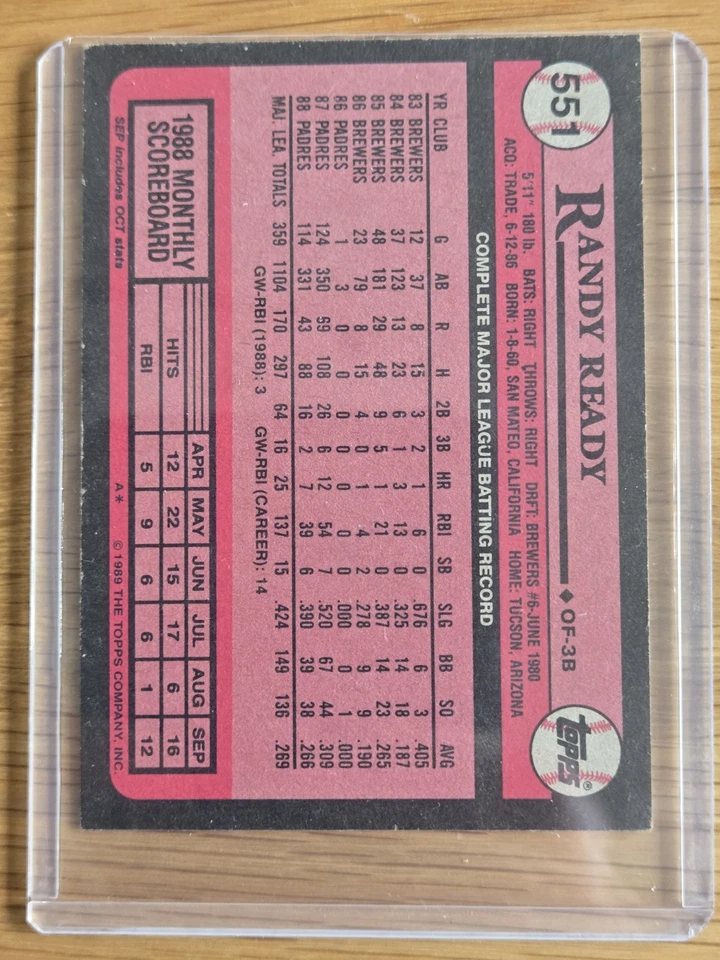 551
RANDY READY ♦ OF-3B
topps®
5'11" 180 lb. BATS: RIGHT THROWS: RIGHT DRFT: BREWERS #6-JUNE 1980
ACQ: TRADE, 6-12-86 BORN: 1-8-60, SAN MATEO, CALIFORNIA HOME: TUCSON, ARIZONA
COMPLETE MAJOR LEAGUE BATTING RECORD
YR CLUB G AB R H 2B 3B HR RBI SB SLG BB SO AVG
83 BREWERS 12 37 8 15 3 2 1 6 0 .676 6 3 .405
84 BREWERS 37 123 13 23 6 1 3 13 0 .325 14 18 .187
85 BREWERS 48 181 29 48 9 5 1 21 0 .387 14 23 .265
86 BREWERS 23 79 8 15 4 0 1 4 2 .278 9 9 .190
86 PADRES 1 3 0 0 0 0 0 0 0 .000 0 1 .000
87 PADRES 124 350 69 108 26 6 12 54 7 .520 67 44 .309
88 PADRES 114 331 43 88 16 2 7 39 6 .390 39 38 .266
MAJ. LEA. TOTALS 359 1104 170 297 64 16 25 137 15 .424 149 136 .269
GW-RBI (1988): 3 GW-RBI (CAREER): 14
1988 MONTHLY
SCOREBOARD
APR MAY JUN JUL AUG SEP
HITS 12 22 15 17 6 16
RBI 5 9 6 6 1 12
SEP includes OCT stats
A* © 1989 THE TOPPS COMPANY, INC.